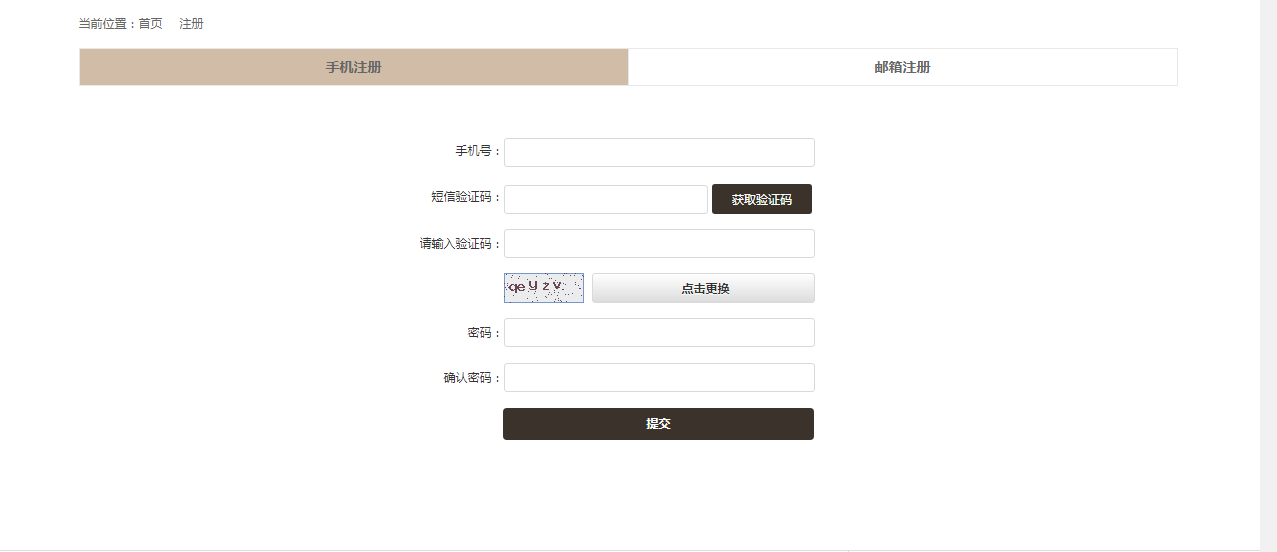 当前位置：首页 注册
手机注册 邮箱注册
手机号：
短信验证码： 获取验证码
请输入验证码：
qeyzv 点击更换
密码：
确认密码：
提交